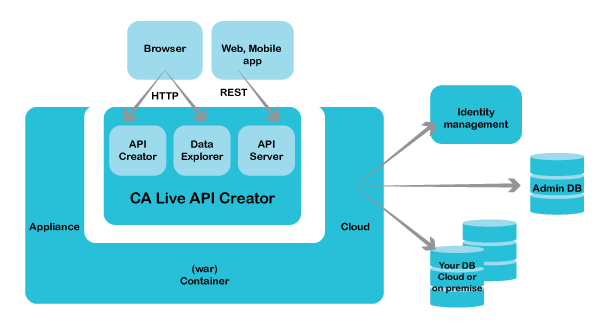 Browser
Web, Mobile
app
HTTP
REST
API
Creator
Data
Explorer
API
Server
CA Live API Creator
Appliance
Cloud
(war)
Container
Identity
management
Admin DB
Your DB
Cloud or
on premise